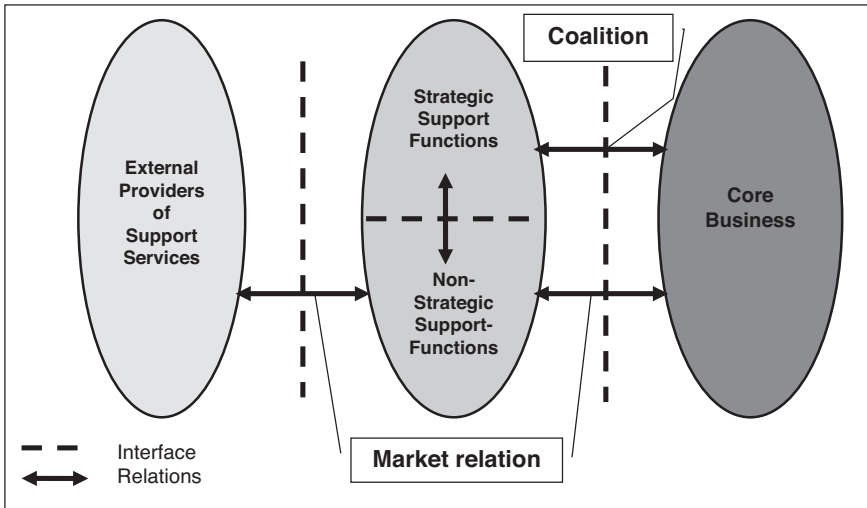 Coalition
External
Providers
of
Support
Services
Strategic
Support
Functions
Non-
Strategic
Support-
Functions
Core
Business
Market relation
Interface
Relations